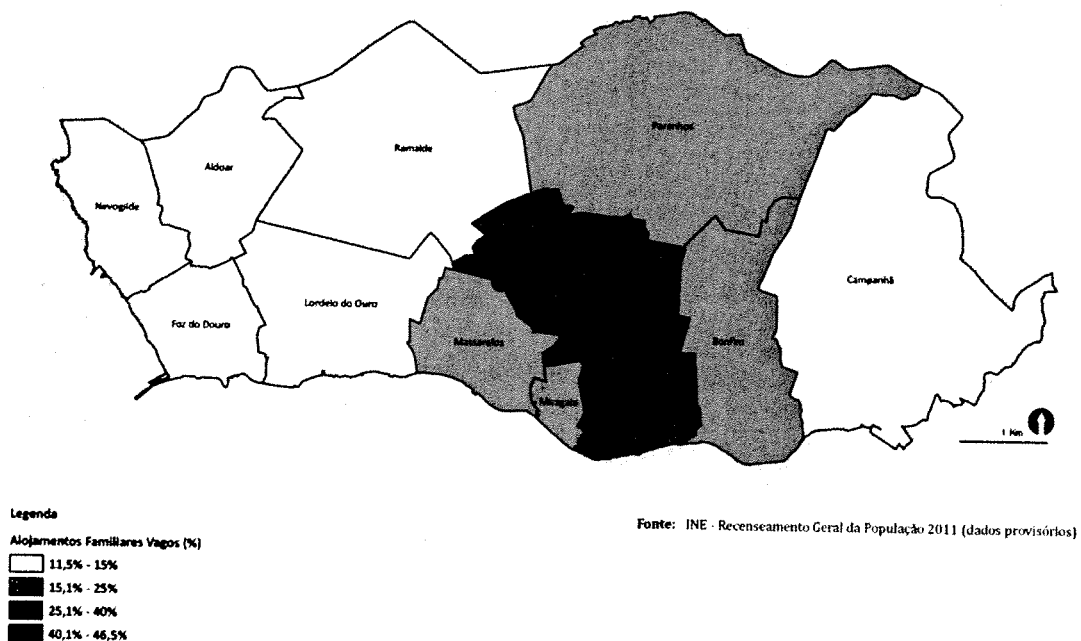 Paranhos
Ramalde
Aldoar
Nevogilde
Campanhã
Lordelo do Ouro
Foz do Douro
Massarelos
Bonfim
Miragaia
1 Km
Legenda
Alojamentos Familiares Vagos (%)
11,5% - 15%
15,1% - 25%
25,1% - 40%
40,1% - 46,5%
Fonte: INE - Recenseamento Geral da População 2011 (dados provisórios)